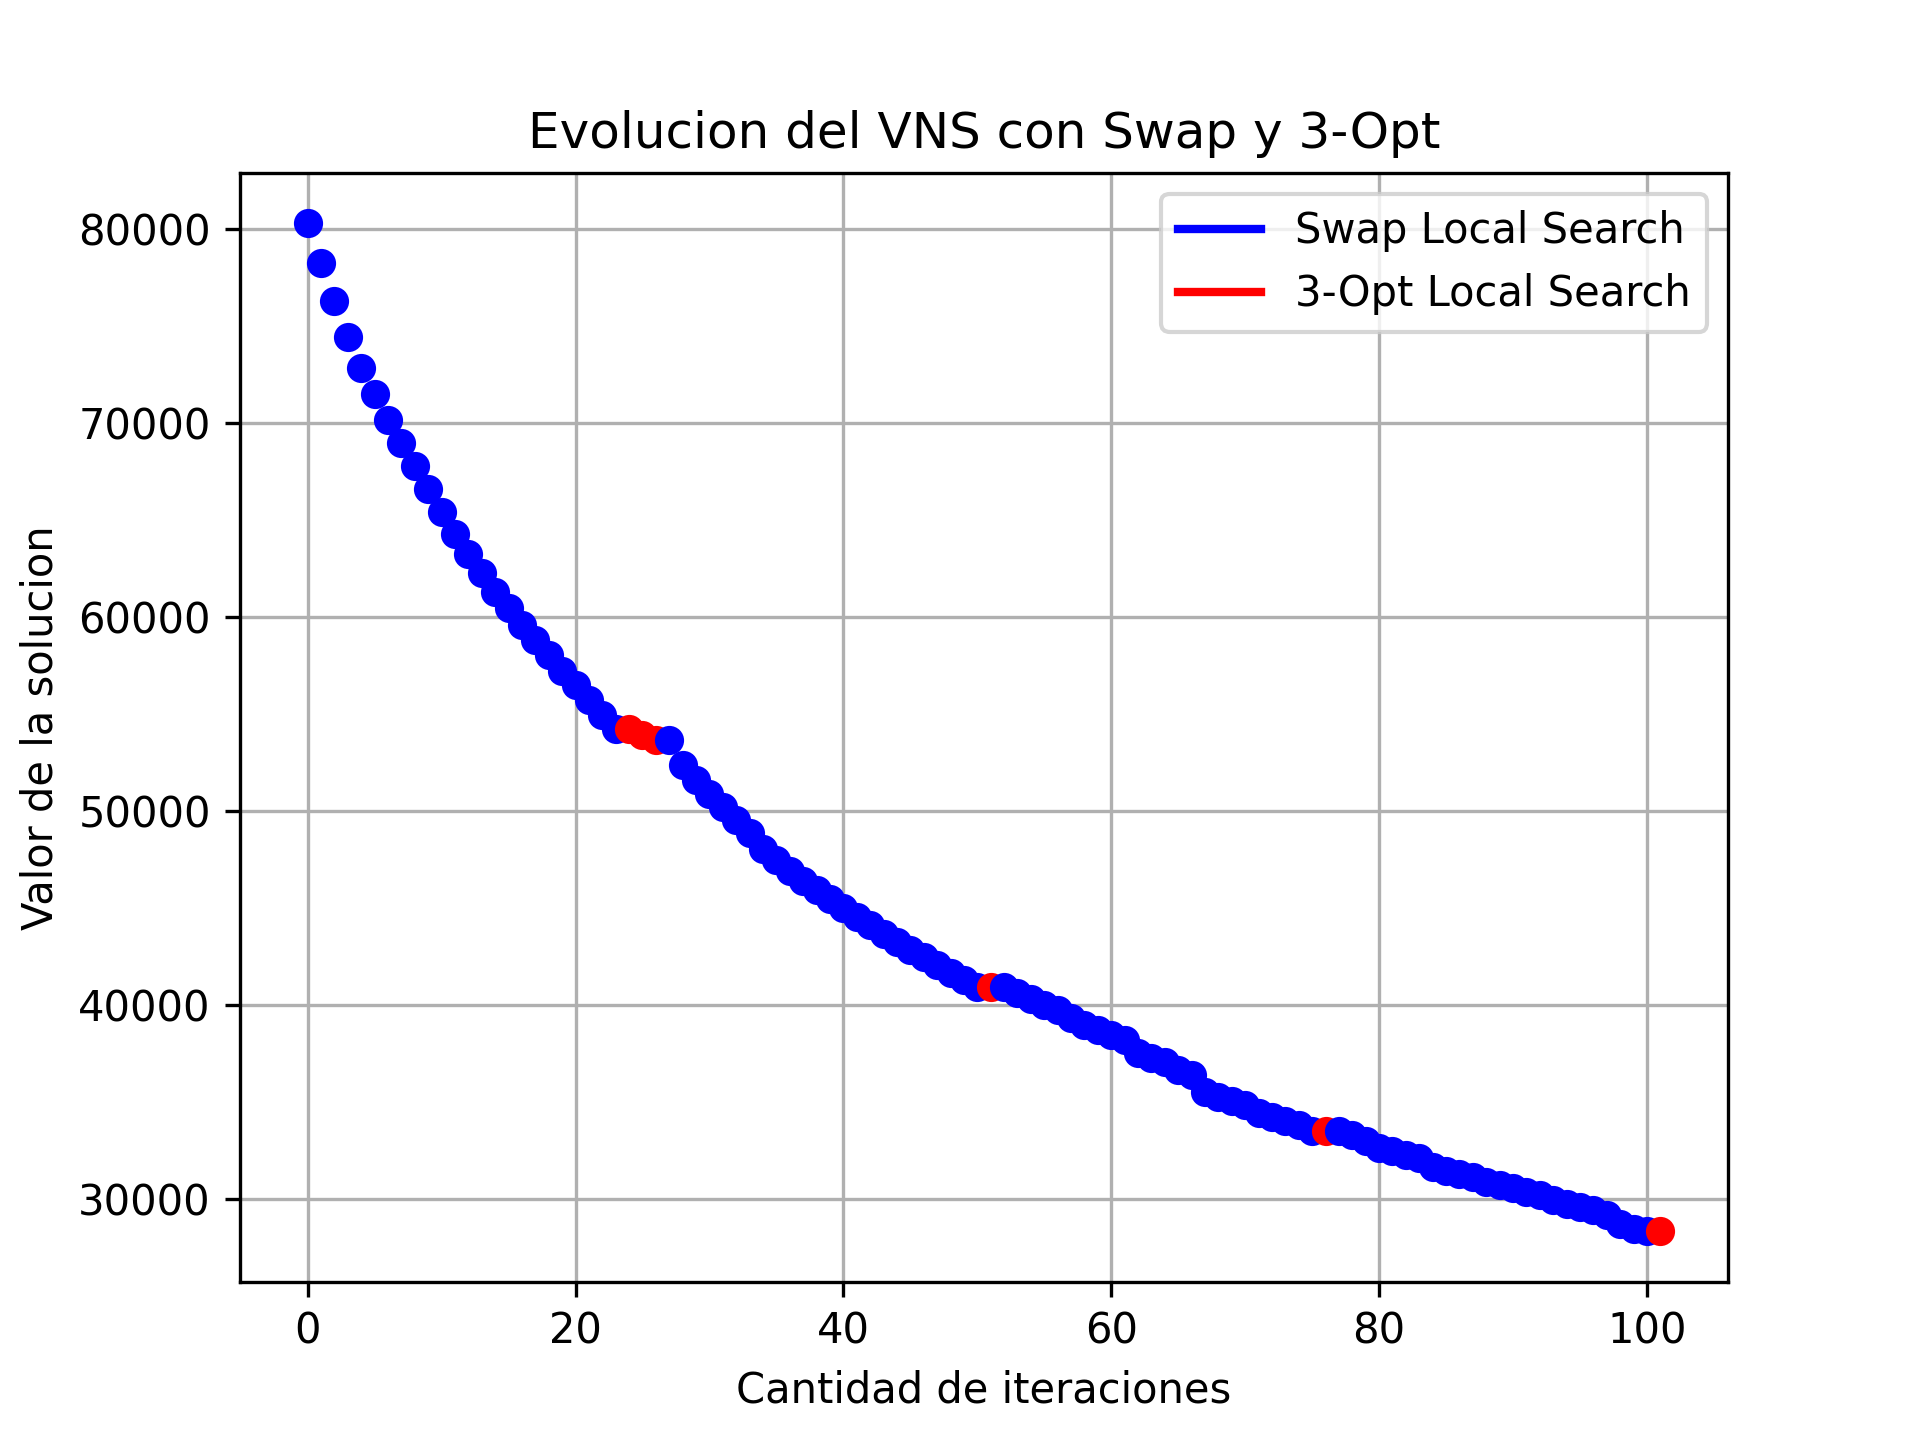 Evolucion del VNS con Swap y 3-Opt
Swap Local Search
3-Opt Local Search
80000
70000
60000
50000
40000
30000
Valor de la solucion
0 20 40 60 80 100
Cantidad de iteraciones